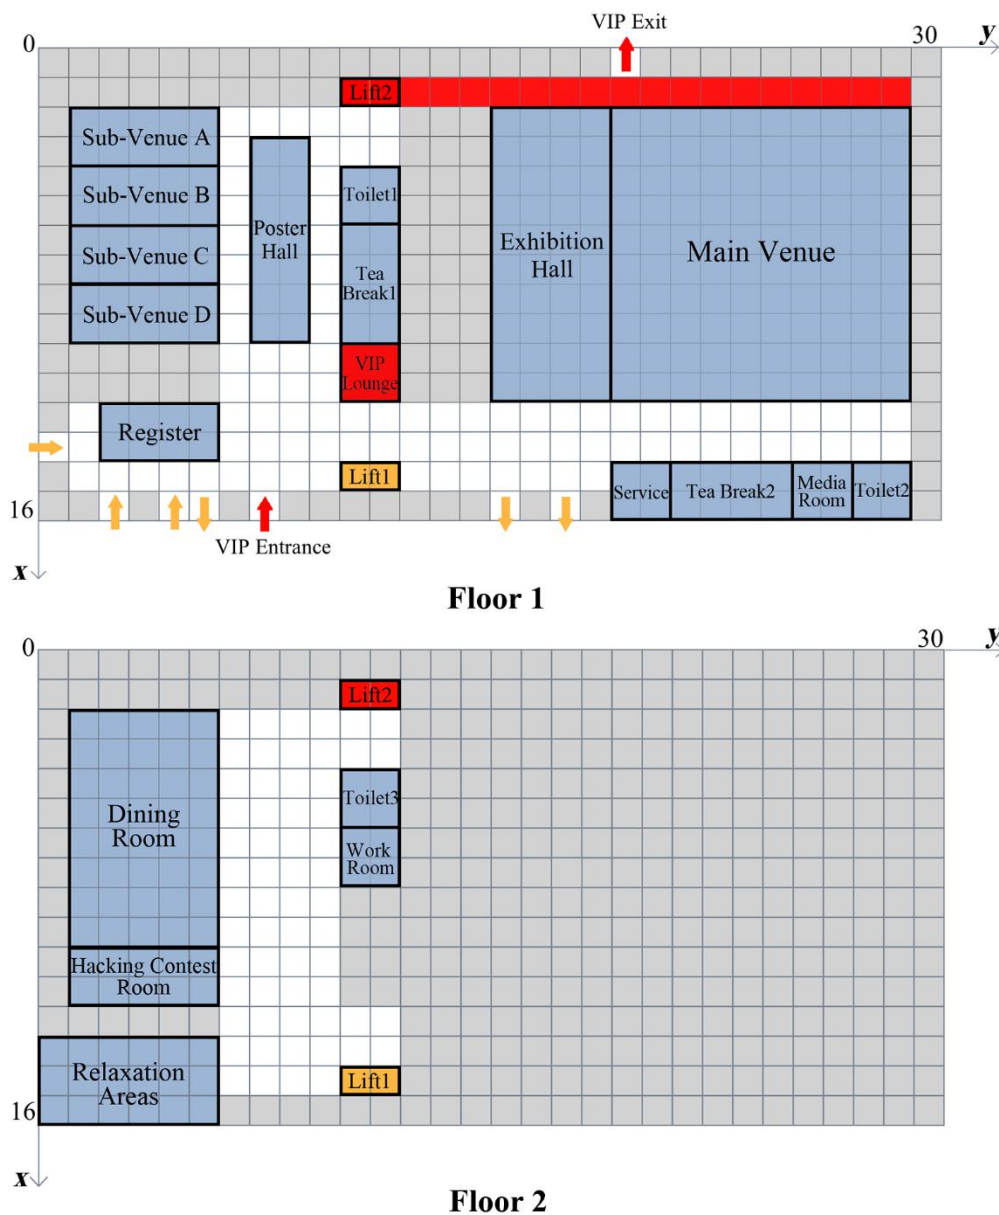 VIP Exit
0
30
y
Lift2
Sub-Venue A
Sub-Venue B
Sub-Venue C
Sub-Venue D
Poster
Hall
Toilet1
Tea
Break1
VIP
Lounge
Exhibition
Hall
Main Venue
Register
Lift1
Service
Tea Break2
Media
Room
Toilet2
16
VIP Entrance
x
Floor 1
0
30
y
Lift2
Dining
Room
Toilet3
Work
Room
Hacking Contest
Room
Relaxation
Areas
Lift1
16
x
Floor 2